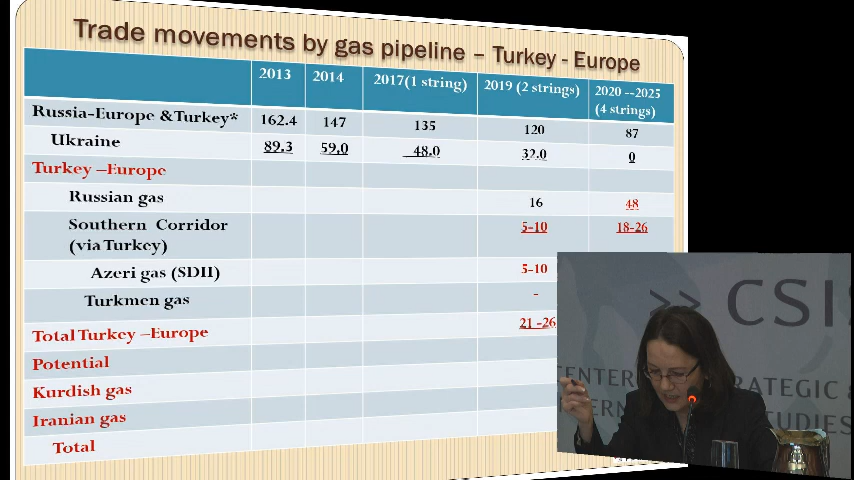 Trade movements by gas pipeline – Turkey - Europe
2013 2014 2017(1 string) 2019 (2 strings) 2020 --2025
(4 strings)
Russia-Europe &Turkey* 162.4 147 135 120 87
Ukraine 89.3 59.0 48.0 32.0 0
Turkey –Europe
Russian gas 16 48
Southern Corridor 5-10 18-26
(via Turkey)
Azeri gas (SDII) 5-10
Turkmen gas -
Total Turkey –Europe 21 -26
Potential
Kurdish gas
Iranian gas
Total
>> CSIS